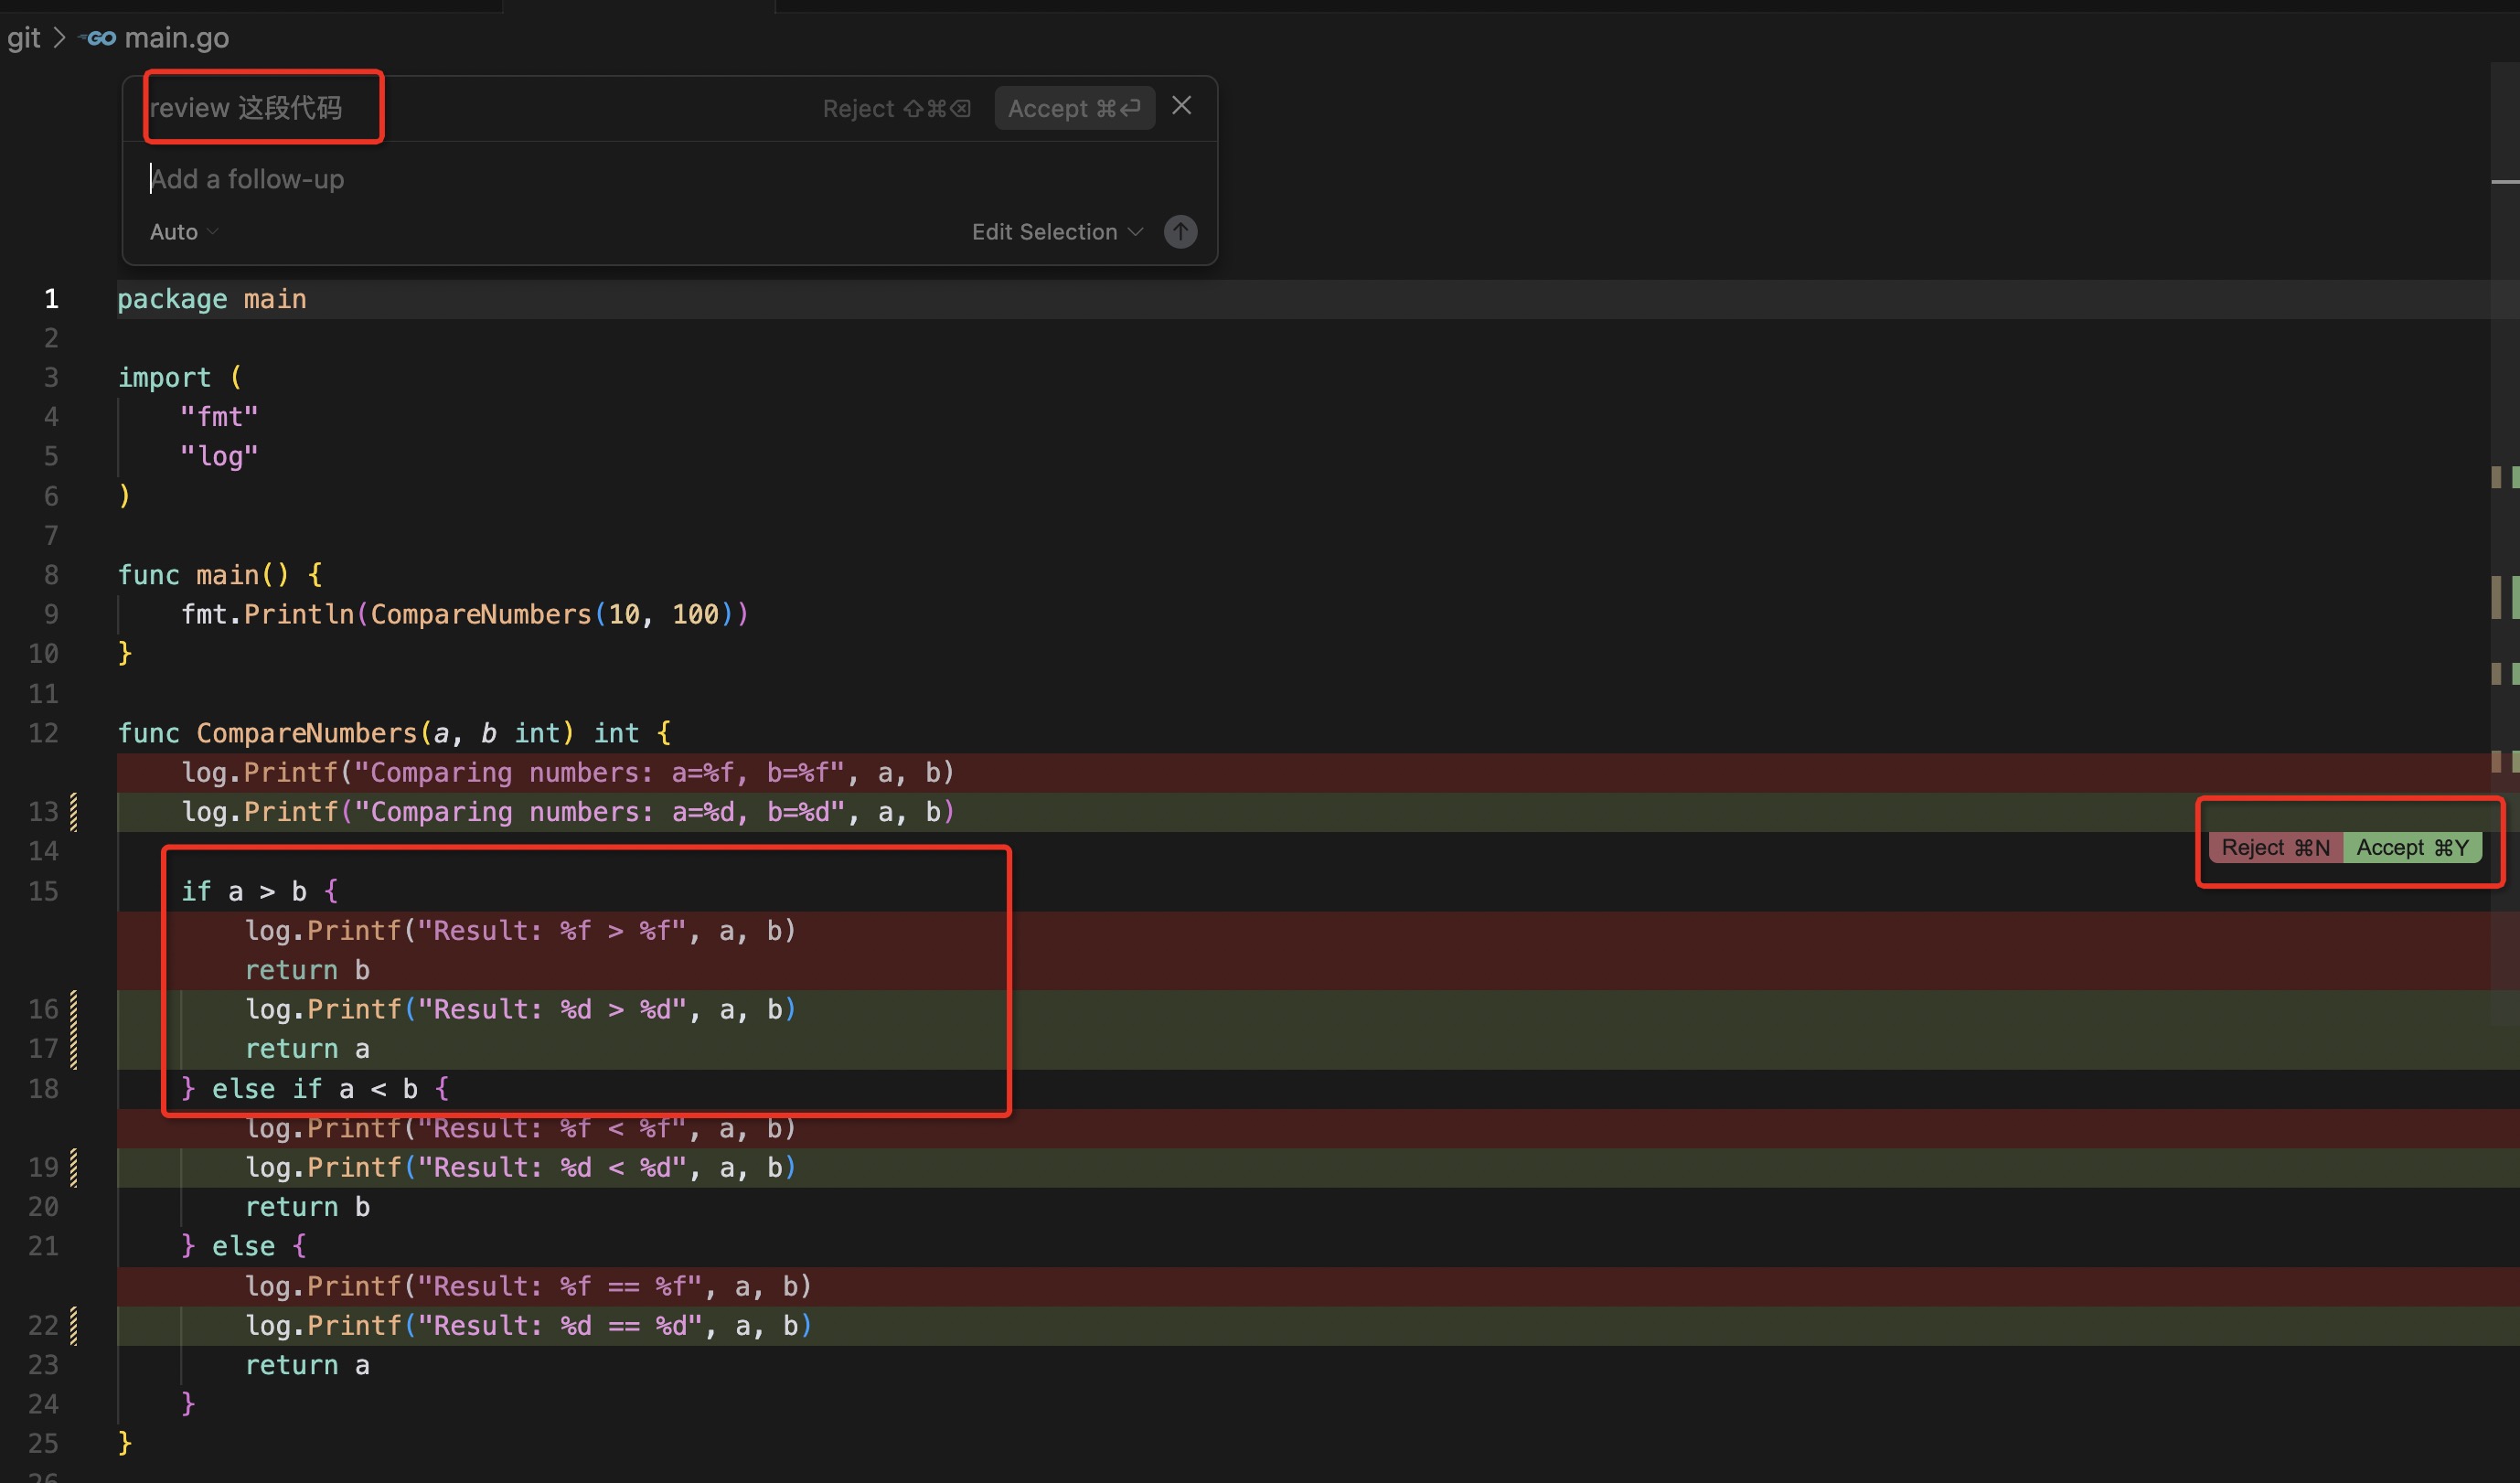 git > GO main.go
review 这段代码 Reject ⇧⌘⌫ Accept ⌘⏎ ×
Add a follow-up
Auto Edit Selection
1 package main
2
3 import (
4 "fmt"
5 "log"
6 )
7
8 func main() {
9 fmt.Println(CompareNumbers(10, 100))
10 }
11
12 func CompareNumbers(a, b int) int {
log.Printf("Comparing numbers: a=%f, b=%f", a, b)
13 log.Printf("Comparing numbers: a=%d, b=%d", a, b)
14 Reject ⌘N Accept ⌘Y
15 if a > b {
log.Printf("Result: %f > %f", a, b)
return b
16 log.Printf("Result: %d > %d", a, b)
17 return a
18 } else if a < b {
log.Printf("Result: %f < %f", a, b)
19 log.Printf("Result: %d < %d", a, b)
20 return b
21 } else {
log.Printf("Result: %f == %f", a, b)
22 log.Printf("Result: %d == %d", a, b)
23 return a
24 }
25 }
26